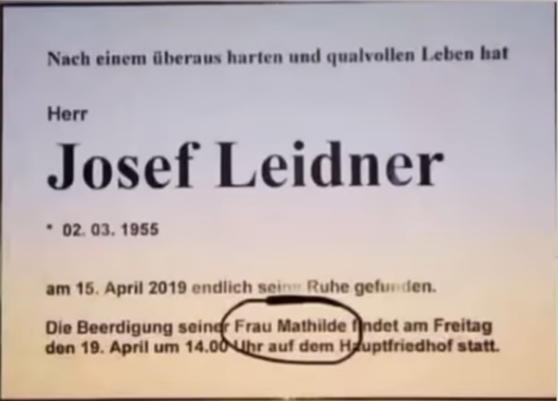 Nach einem überaus harten und qualvollen Leben hat
Herr
Josef Leidner
* 02. 03. 1955
am 15. April 2019 endlich seine Ruhe gefunden.
Die Beerdigung seiner Frau Mathilde findet am Freitag
den 19. April um 14.00 Uhr auf dem Hauptfriedhof statt.